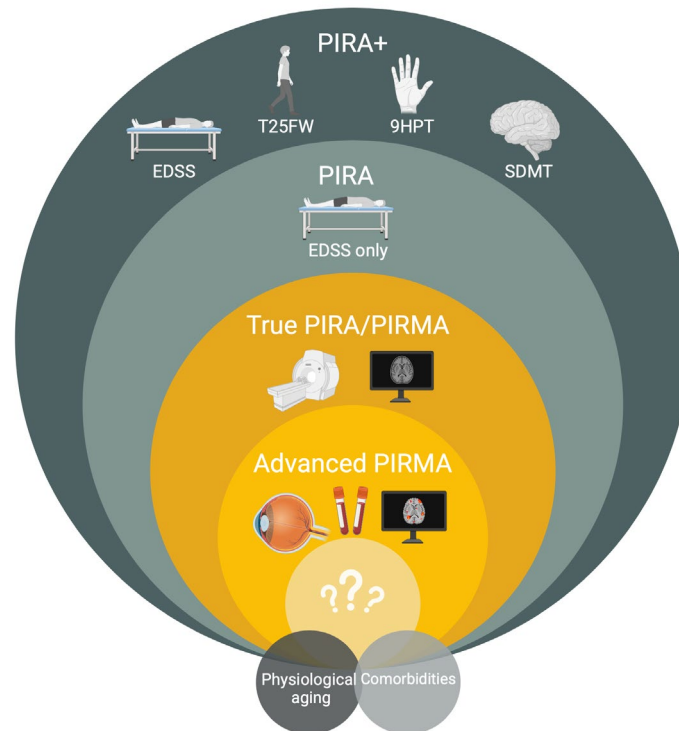 PIRA+
T25FW
9HPT
EDSS
SDMT
PIRA
EDSS only
True PIRA/PIRMA
Advanced PIRMA
???
Physiological
aging
Comorbidities